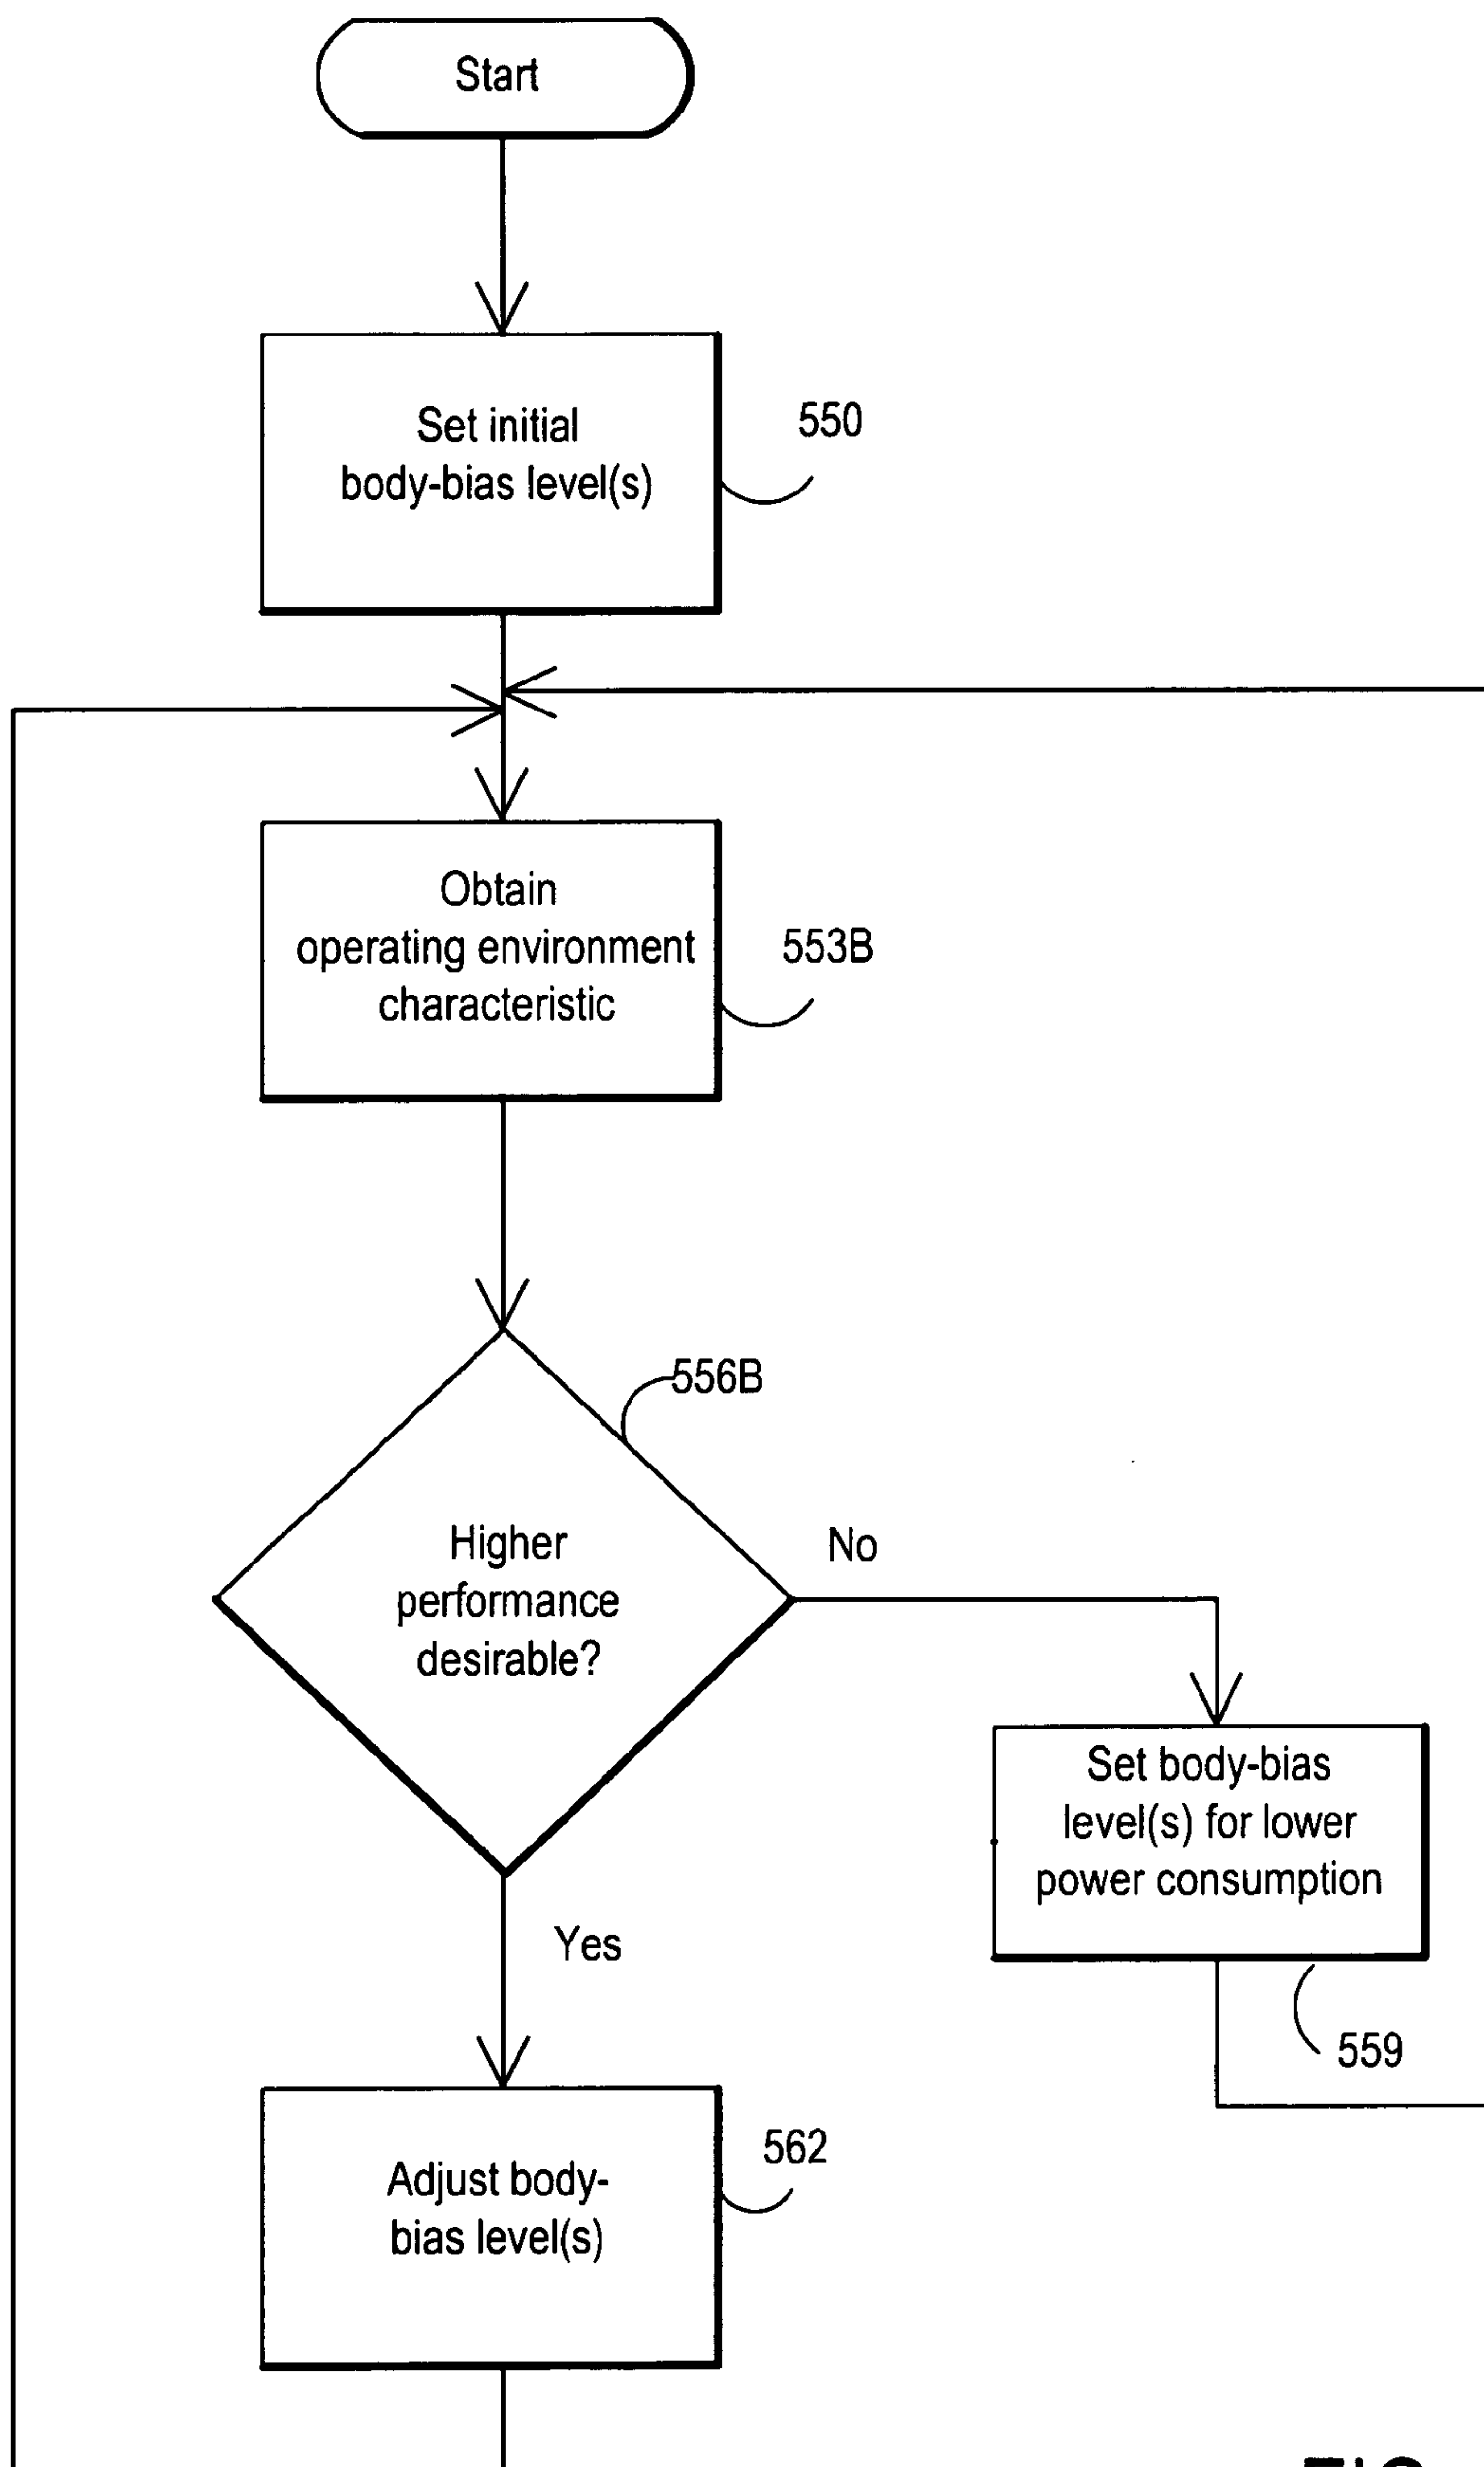 Start
Set initial
body-bias level(s)
550
Obtain
operating environment
characteristic
553B
556B
Higher
performance
desirable?
No
Set body-bias
level(s) for lower
power consumption
559
Yes
Adjust body-
bias level(s)
562